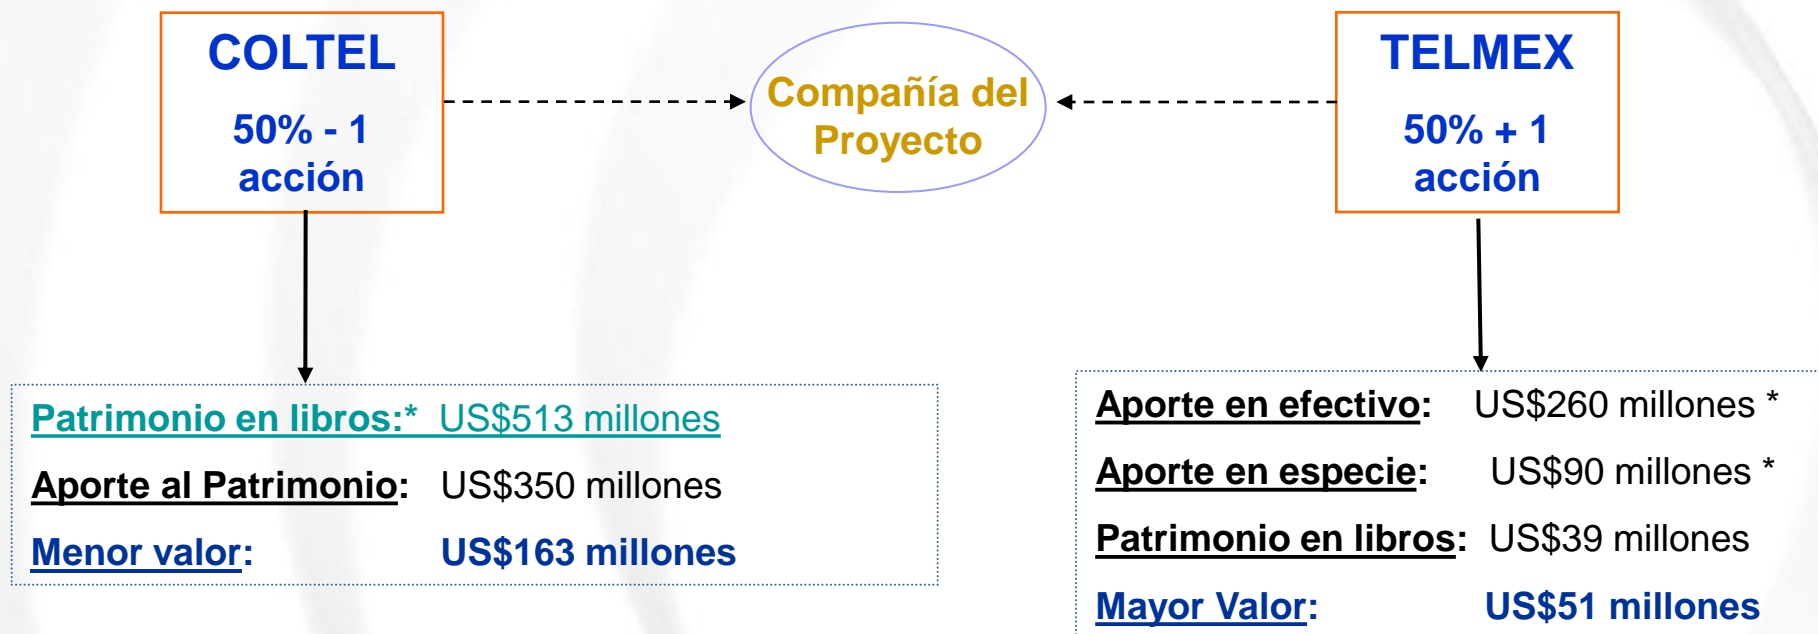 COLTEL
50% - 1
acción
Compañía del
Proyecto
TELMEX
50% + 1
acción
Patrimonio en libros:* US$513 millones
Aporte al Patrimonio: US$350 millones
Menor valor: US$163 millones
Aporte en efectivo: US$260 millones *
Aporte en especie: US$90 millones *
Patrimonio en libros: US$39 millones
Mayor Valor: US$51 millones